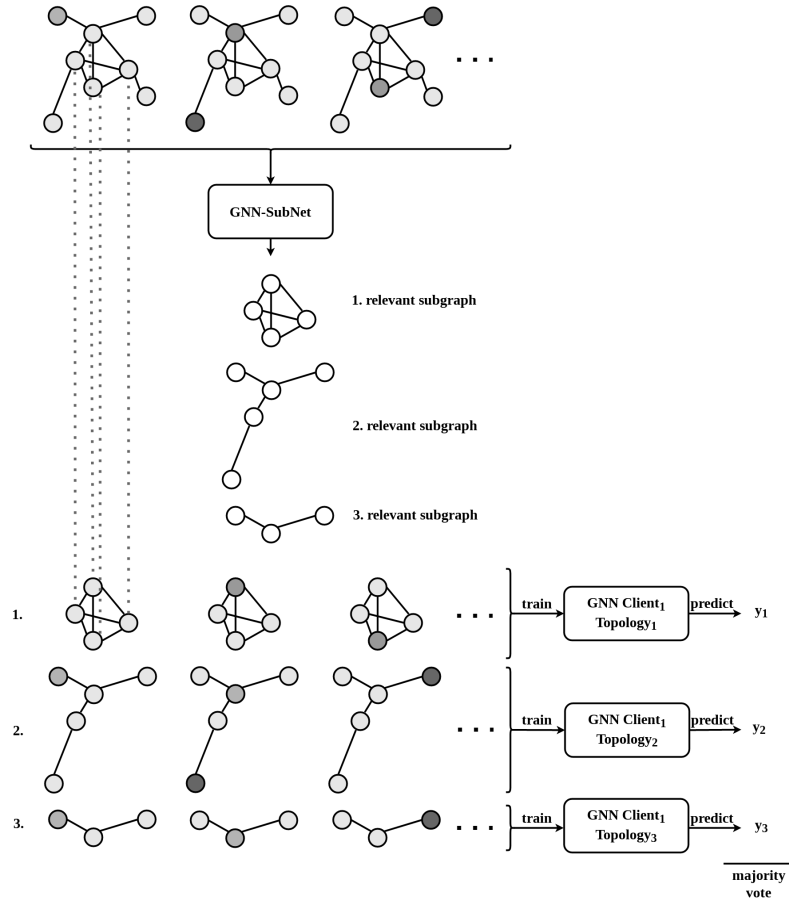 . . .
GNN-SubNet
1. relevant subgraph
2. relevant subgraph
3. relevant subgraph
1.
. . .
train
GNN Client₁
Topology₁
predict
y₁
2.
. . .
train
GNN Client₁
Topology₂
predict
y₂
3.
. . .
train
GNN Client₁
Topology₃
predict
y₃
majority
vote